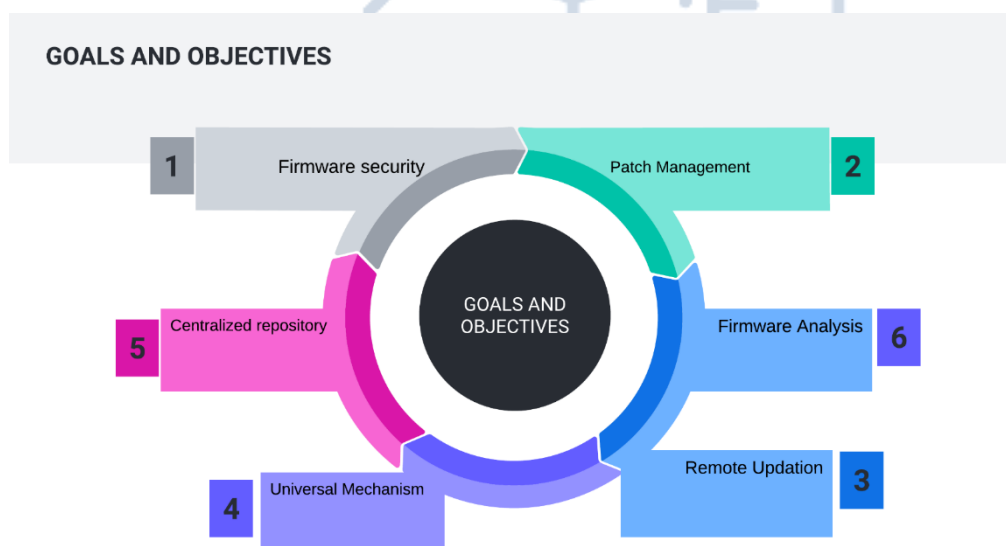 GOALS AND OBJECTIVES
1
Firmware security
Patch Management
2
GOALS AND
OBJECTIVES
5
Centralized repository
Firmware Analysis
6
4
Universal Mechanism
Remote Updation
3